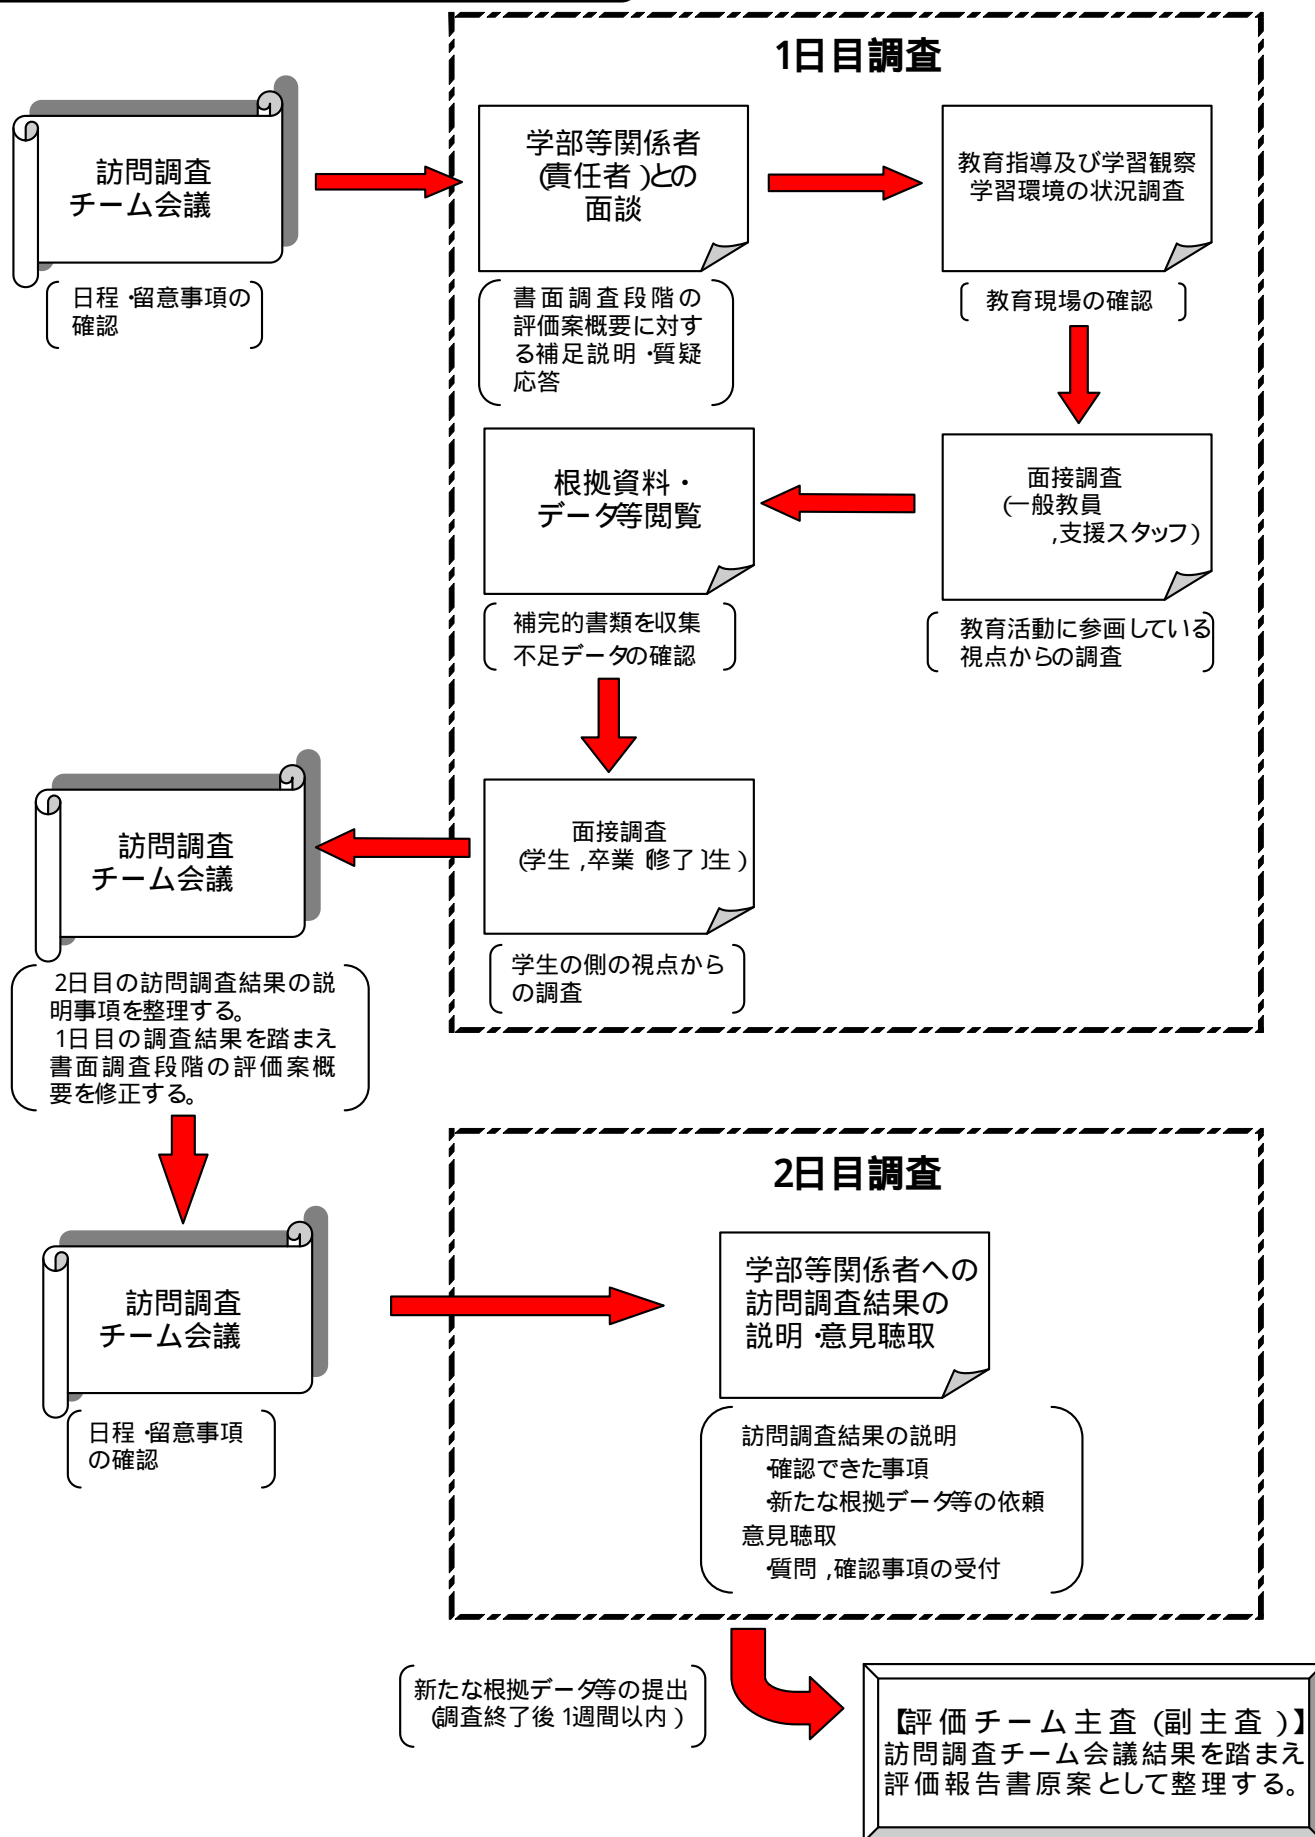 1日目調査
訪問調査
チーム会議
日程・留意事項の
確認
学部等関係者
(責任者)との
面談
書面調査段階の
評価案概要に対す
る補足説明・質疑
応答
教育指導及び学習観察
学習環境の状況調査
教育現場の確認
面接調査
(一般教員
,支援スタッフ)
教育活動に参画している
視点からの調査
根拠資料・
データ等閲覧
補完的書類を収集
不足データの確認
面接調査
(学生,卒業(修了)生)
学生の側の視点から
の調査
訪問調査
チーム会議
2日目の訪問調査結果の説
明事項を整理する。
1日目の調査結果を踏まえ
書面調査段階の評価案概
要を修正する。
訪問調査
チーム会議
日程・留意事項
の確認
2日目調査
学部等関係者への
訪問調査結果の
説明・意見聴取
訪問調査結果の説明
・確認できた事項
・新たな根拠データ等の依頼
意見聴取
・質問,確認事項の受付
新たな根拠データ等の提出
(調査終了後1週間以内)
【評価チーム主査(副主査)】
訪問調査チーム会議結果を踏まえ
評価報告書原案として整理する。